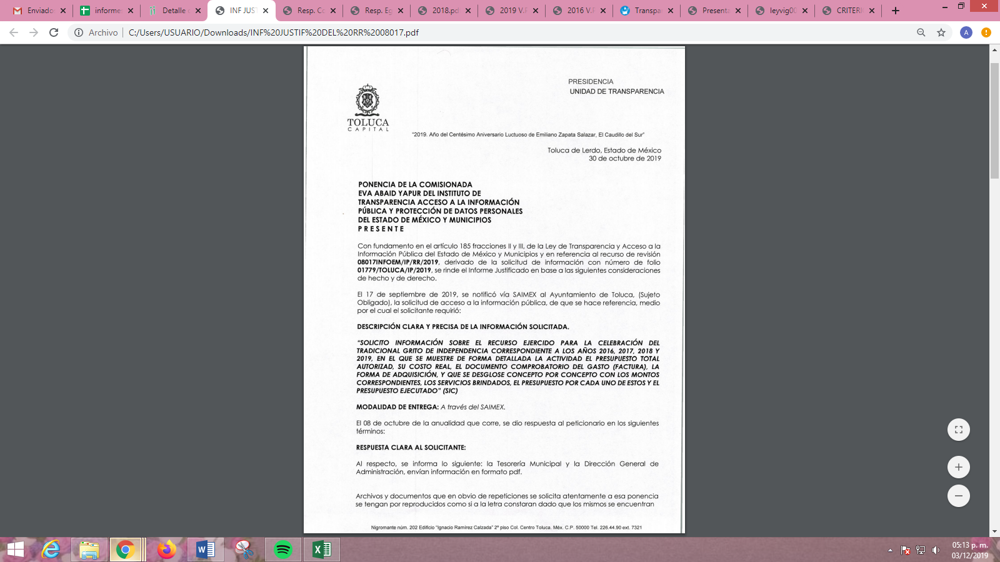 Enviados
informe
Detalle
INF JUST
Resp. Co
Resp. Eg
2018.pd
2019 V.P
2016 V.P
Transpa
Presenta
leyvig00
CRITERI
Archivo
C:/Users/USUARIO/Downloads/INF%20JUSTIF%20DEL%20RR%2008017.pdf
A
PRESIDENCIA
UNIDAD DE TRANSPARENCIA
TOLUCA
CAPITAL
"2019. Año del Centésimo Aniversario Luctuoso de Emiliano Zapata Salazar, El Caudillo del Sur"
Toluca de Lerdo, Estado de México
30 de octubre de 2019
PONENCIA DE LA COMISIONADA
EVA ABAID YAPUR DEL INSTITUTO DE
TRANSPARENCIA ACCESO A LA INFORMACIÓN
PÚBLICA Y PROTECCIÓN DE DATOS PERSONALES
DEL ESTADO DE MÉXICO Y MUNICIPIOS
P R E S E N T E
Con fundamento en el artículo 185 fracciones II y III, de la Ley de Transparencia y Acceso a la
Información Pública del Estado de México y Municipios y en referencia al recurso de revisión
08017INFOEM/IP/RR/2019, derivado de la solicitud de información con número de folio
01779/TOLUCA/IP/2019, se rinde el Informe Justificado en base a las siguientes consideraciones
de hecho y de derecho.
El 17 de septiembre de 2019, se notificó vía SAIMEX al Ayuntamiento de Toluca, (Sujeto
Obligado), la solicitud de acceso a la información pública, de que se hace referencia, medio
por el cual el solicitante requirió:
DESCRIPCIÓN CLARA Y PRECISA DE LA INFORMACIÓN SOLICITADA.
"SOLICITO INFORMACIÓN SOBRE EL RECURSO EJERCIDO PARA LA CELEBRACIÓN DEL
TRADICIONAL GRITO DE INDEPENDENCIA CORRESPONDIENTE A LOS AÑOS 2016, 2017, 2018 Y
2019, EN EL QUE SE MUESTRE DE FORMA DETALLADA LA ACTIVIDAD EL PRESUPUESTO TOTAL
AUTORIZAD, SU COSTO REAL, EL DOCUMENTO COMPROBATORIO DEL GASTO (FACTURA), LA
FORMA DE ADQUISICIÓN, Y QUE SE DESGLOSE CONCEPTO POR CONCEPTO CON LOS MONTOS
CORRESPONDIENTES, LOS SERVICIOS BRINDADOS, EL PRESUPUESTO POR CADA UNO DE ESTOS Y EL
PRESUPUESTO EJECUTADO" (SIC)
MODALIDAD DE ENTREGA: A través del SAIMEX.
El 08 de octubre de la anualidad que corre, se dio respuesta al peticionario en los siguientes
términos:
RESPUESTA CLARA AL SOLICITANTE:
Al respecto, se informa lo siguiente: la Tesorería Municipal y la Dirección General de
Administración, envían información en formato pdf.
Archivos y documentos que en obvio de repeticiones se solicita atentamente a esa ponencia
se tengan por reproducidos como si a la letra constaran dado que los mismos se encuentran
Nigromante núm. 202 Edificio "Ignacio Ramírez Calzada" 2º piso Col. Centro Toluca. Méx. C.P. 50000 Tel. 226.44.90 ext. 7321
05:13 p. m.
03/12/2019